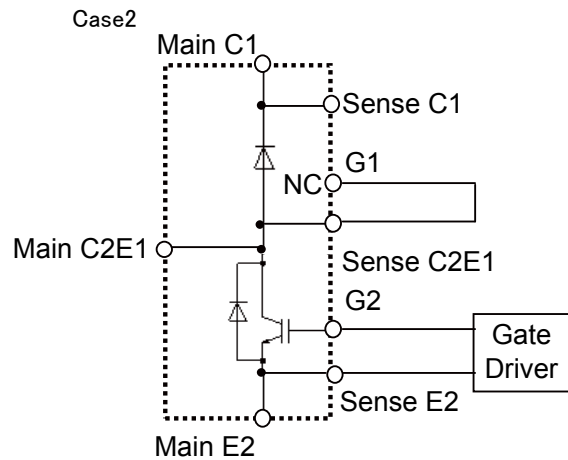 Case2
Main C1
Sense C1
G1
NC
Main C2E1
Sense C2E1
G2
Gate
Driver
Sense E2
Main E2